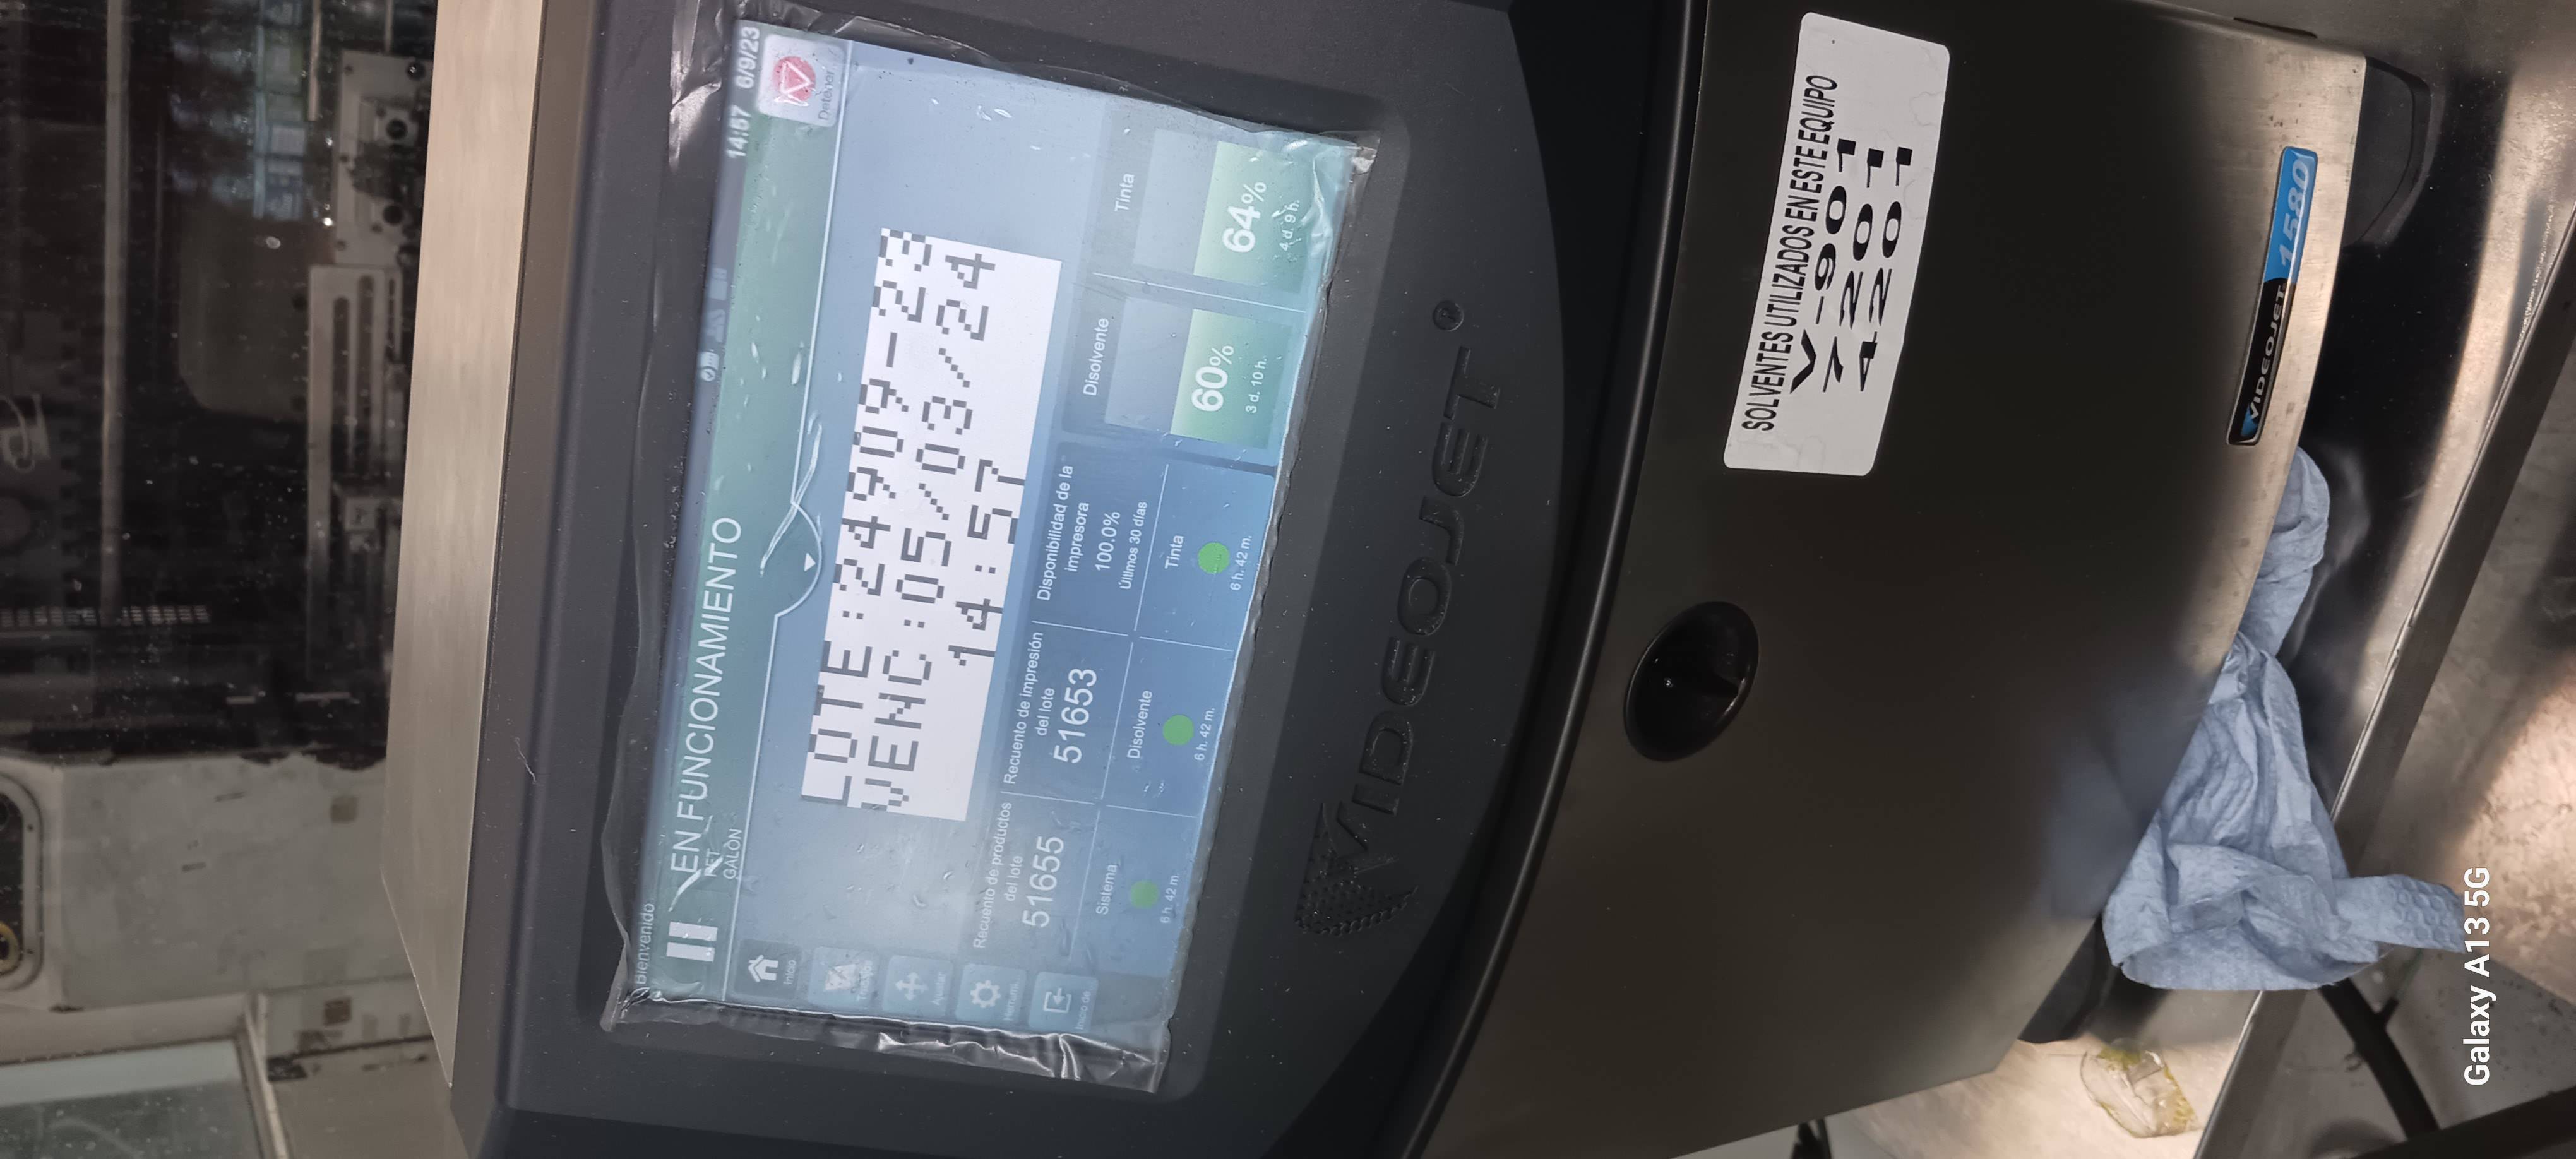 Bienvenido
14:57 6/9/23
EN FUNCIONAMIENTO
PET
GALÓN
Detener
Inicio
Ajustar
LOTE:24909-23
VENC:05/03/24
14:57
Recuento de productos
del lote
51655
Recuento de impresión
del lote
51653
Disponibilidad de la
impresora
100.0%
Últimos 30 días
Disolvente
60%
3 d. 10 h.
Tinta
64%
4 d. 9 h.
Sistema
6 h. 42 m.
Disolvente
6 h. 42 m.
Tinta
6 h. 42 m.
VIDEOJET®
SOLVENTES UTILIZADOS EN ESTE EQUIPO
V-901
7201
4201
VIDEOJET 1580
Galaxy A13 5G